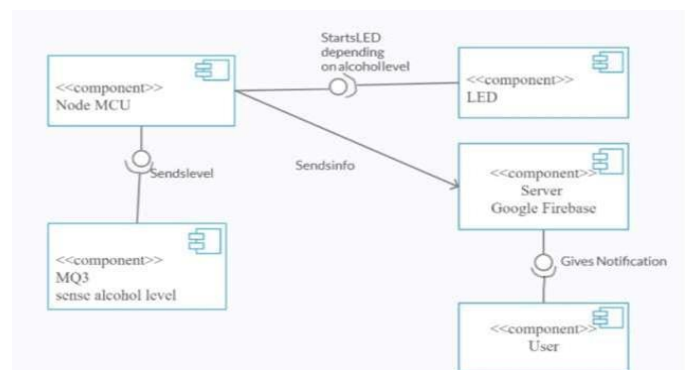 StartsLED
depending
onalcohollevel
<<component>>
Node MCU
<<component>>
LED
Sendslevel
Sendsinfo
<<component>>
Server
Google Firebase
<<component>>
MQ3
sense alcohol level
Gives Notification
<<component>>
User